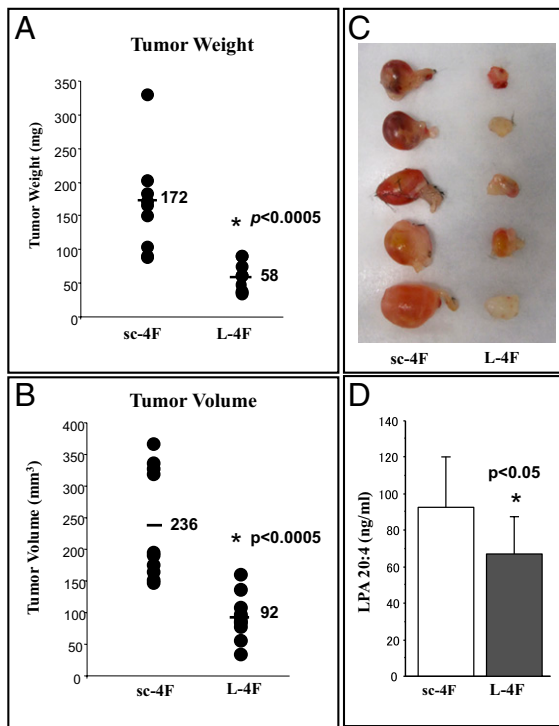 A
Tumor Weight
Tumor Weight (mg)
350
300
250
200
150
100
50
0
172
* p<0.0005
58
sc-4F
L-4F
B
Tumor Volume
Tumor Volume (mm³)
400
350
300
250
200
150
100
50
0
236
* p<0.0005
92
sc-4F
L-4F
C
sc-4F
L-4F
D
LPA 20:4 (ng/ml)
140
120
100
80
60
40
20
0
p<0.05
*
sc-4F
L-4F